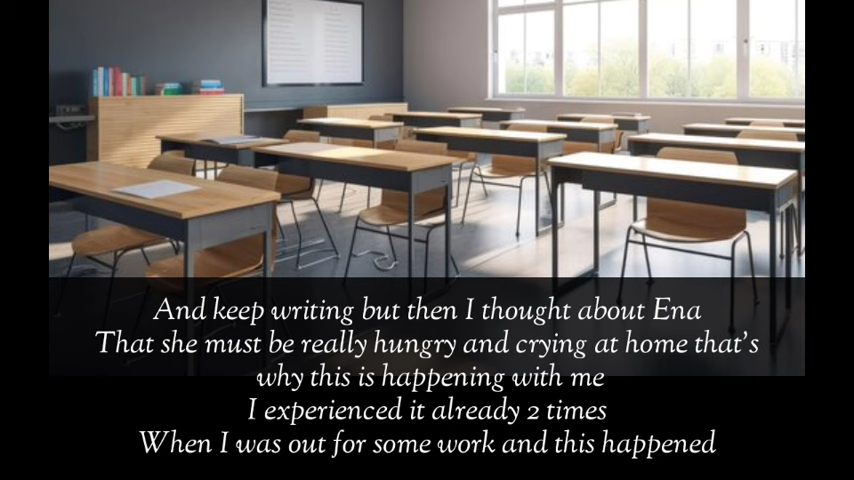 And keep writing but then I thought about Ena
That she must be really hungry and crying at home that's
why this is happening with me
I experienced it already 2 times
When I was out for some work and this happened